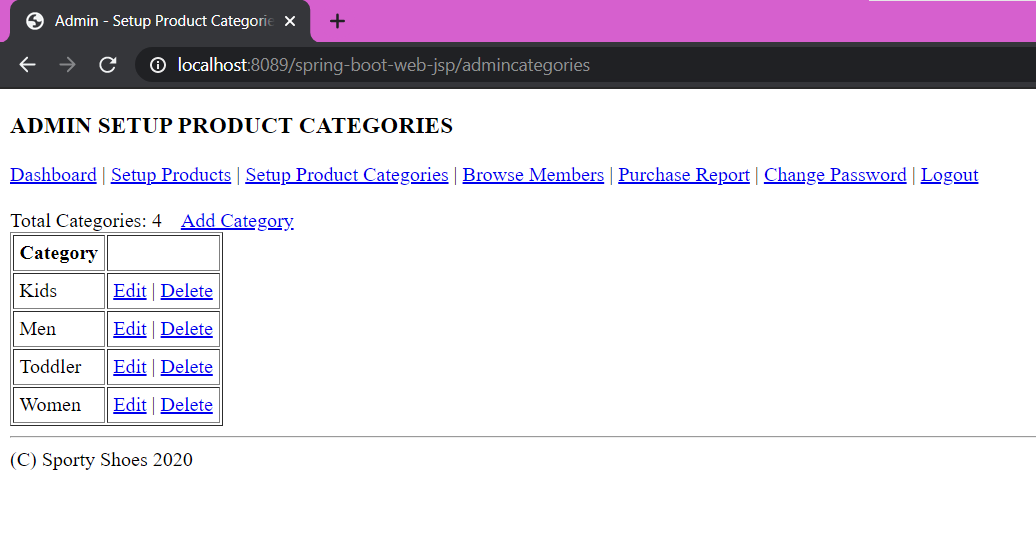 Admin - Setup Product Categorie
localhost:8089/spring-boot-web-jsp/admincategories
ADMIN SETUP PRODUCT CATEGORIES
Dashboard | Setup Products | Setup Product Categories | Browse Members | Purchase Report | Change Password | Logout
Total Categories: 4 Add Category
Category
Kids Edit | Delete
Men Edit | Delete
Toddler Edit | Delete
Women Edit | Delete
(C) Sporty Shoes 2020